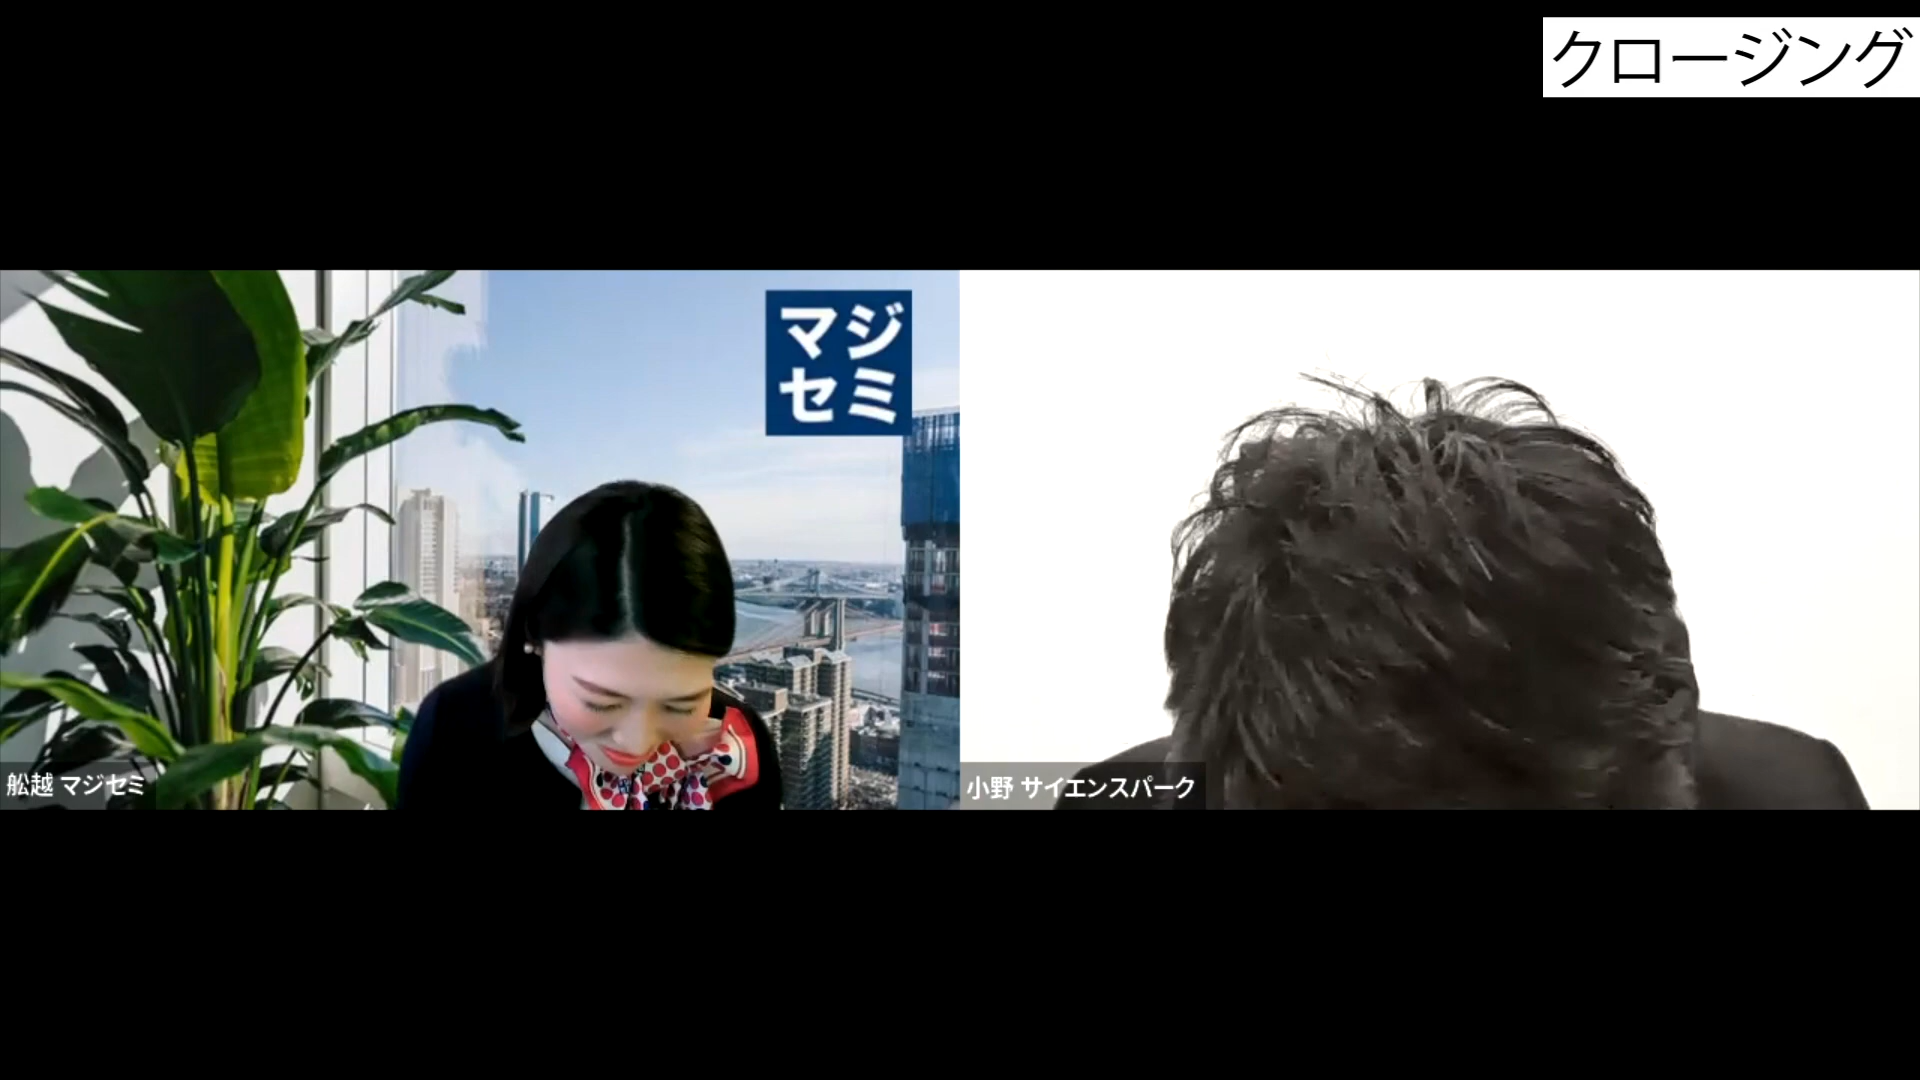 クロージング
マジ
セミ
舩越 マジセミ
小野 サイエンスパーク